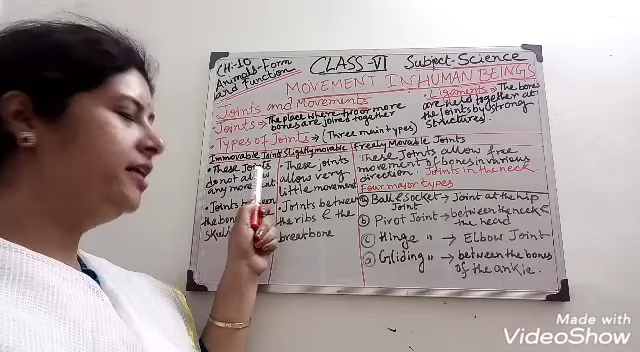 CH:-10
Animals-Form
and function
CLASS-VI
Subject-Science
MOVEMENT IN HUMAN BEINGS
Joints and Movements
• Joints → The place where two or more
bones are joined together
• Types of Joints → (Three main types)
• Ligaments → The bones
are held together at
the joints by strong
structures.
Immovable Joint
• These Joints
do not allow
any
• Joints between
the bones
Slightly movable
• These joints
allow very
little movement
• Joints between
the ribs & the
breatbone
Freely Movable Joints
These Joints allow free
movement of bones in various
direction. Joints in the neck.
Four major types
a Ball & Socket → Joint at the hip
Joint
b Pivot Joint → between the neck &
the head
c Hinge " → Elbow Joint
d Gliding " → between the bones
of the ankle.
Made with
VideoShow